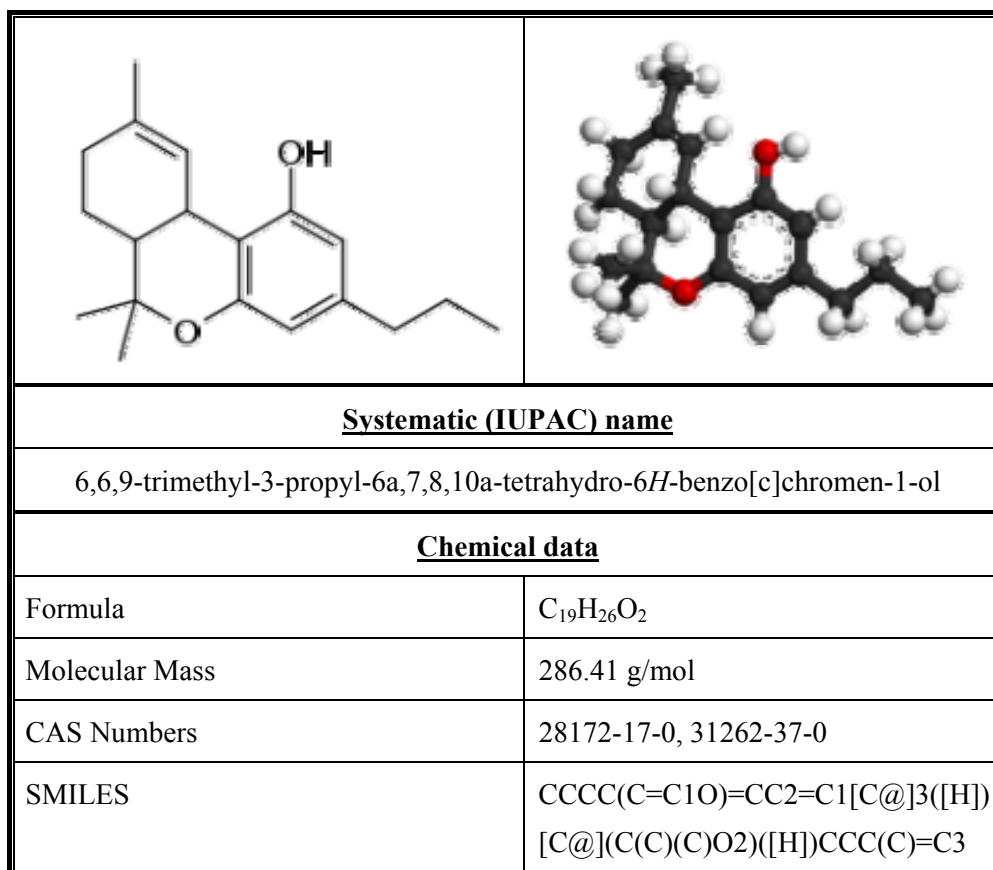 OH
O
Systematic (IUPAC) name
6,6,9-trimethyl-3-propyl-6a,7,8,10a-tetrahydro-6H-benzo[c]chromen-1-ol
Chemical data
Formula C₁₉H₂₆O₂
Molecular Mass 286.41 g/mol
CAS Numbers 28172-17-0, 31262-37-0
SMILES CCCC(C=C1O)=CC2=C1[C@]3([H])
[C@](C(C)(C)O2)([H])CCC(C)=C3